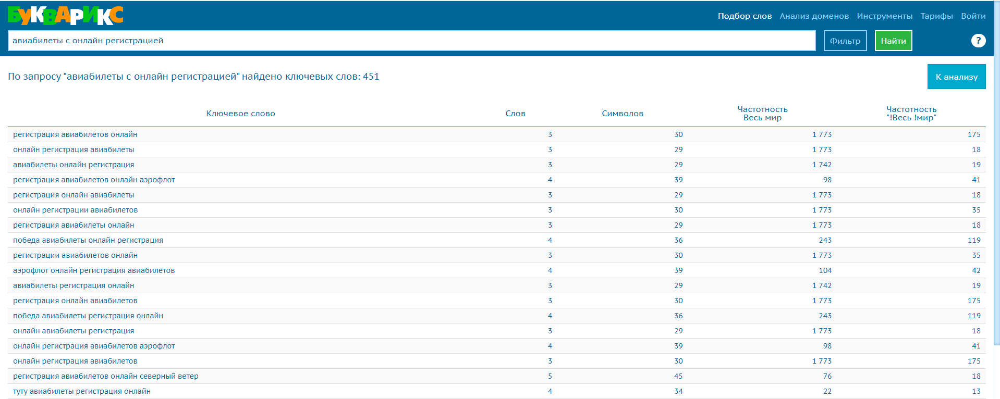 БУКВАРИКС
Подбор слов Анализ доменов Инструменты Тарифы Войти
авиабилеты с онлайн регистрацией Фильтр Найти ?
По запросу "авиабилеты с онлайн регистрацией" найдено ключевых слов: 451 К анализу
Ключевое слово Слов Символов Частотность Весь мир Частотность "!Весь !мир"
регистрация авиабилетов онлайн 3 30 1 773 175
онлайн регистрация авиабилеты 3 29 1 773 18
авиабилеты онлайн регистрация 3 29 1 742 19
регистрация авиабилетов онлайн аэрофлот 4 39 98 41
регистрация онлайн авиабилеты 3 29 1 773 18
онлайн регистрации авиабилетов 3 30 1 773 35
регистрация авиабилеты онлайн 3 29 1 773 18
победа авиабилеты онлайн регистрация 4 36 243 119
регистрации авиабилетов онлайн 3 30 1 773 35
аэрофлот онлайн регистрация авиабилетов 4 39 104 42
авиабилеты регистрация онлайн 3 29 1 742 19
регистрация онлайн авиабилетов 3 30 1 773 175
победа авиабилеты регистрация онлайн 4 36 243 119
онлайн авиабилеты регистрация 3 29 1 773 18
онлайн регистрация авиабилетов аэрофлот 4 39 98 41
онлайн регистрация авиабилетов 3 30 1 773 175
регистрация авиабилетов онлайн северный ветер 5 45 76 18
туту авиабилеты регистрация онлайн 4 34 22 13